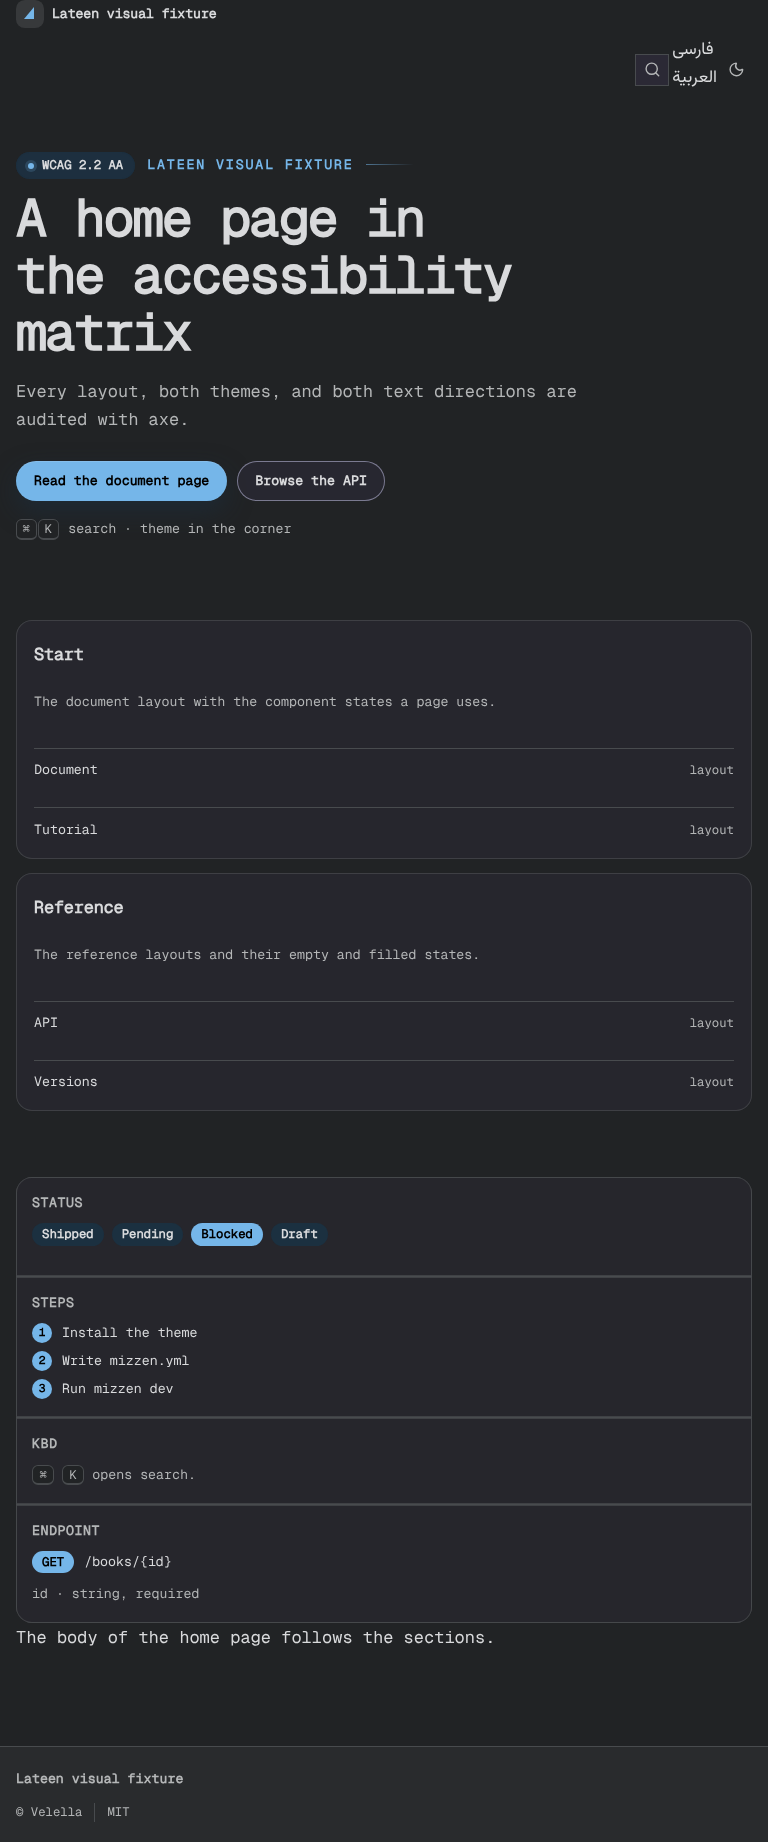 Lateen visual fixture
فارسی
العربية
WCAG 2.2 AA
LATEEN VISUAL FIXTURE
A home page in
the accessibility
matrix
Every layout, both themes, and both text directions are
audited with axe.
Read the document page
Browse the API
⌘ K search · theme in the corner
Start
The document layout with the component states a page uses.
Document layout
Tutorial layout
Reference
The reference layouts and their empty and filled states.
API layout
Versions layout
STATUS
Shipped Pending Blocked Draft
STEPS
1 Install the theme
2 Write mizzen.yml
3 Run mizzen dev
KBD
⌘ K opens search.
ENDPOINT
GET /books/{id}
id · string, required
The body of the home page follows the sections.
Lateen visual fixture
© Velella MIT